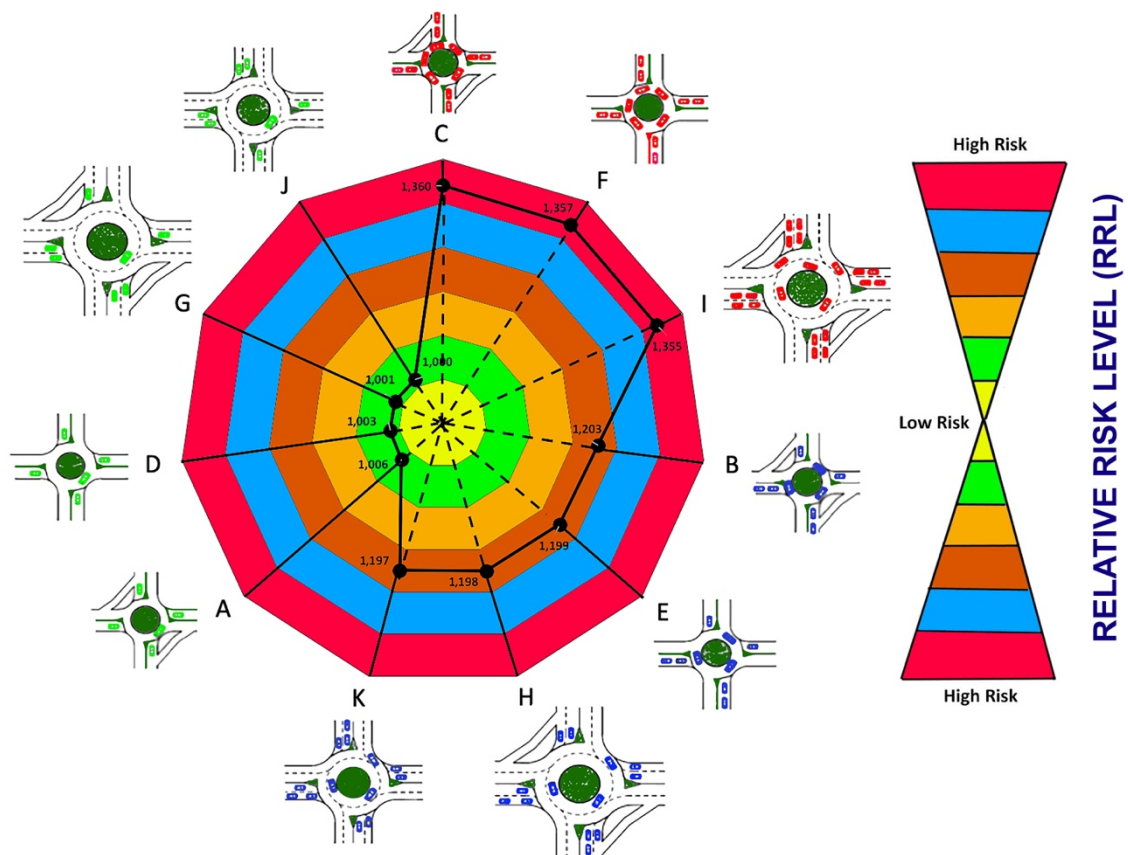 C
J
F
High Risk
1,360
1,357
G
I
1,355
1,000
1,001
RELATIVE RISK LEVEL (RRL)
Low Risk
1,003
1,203
D
B
1,006
1,197
1,198
1,199
A
E
K
H
High Risk